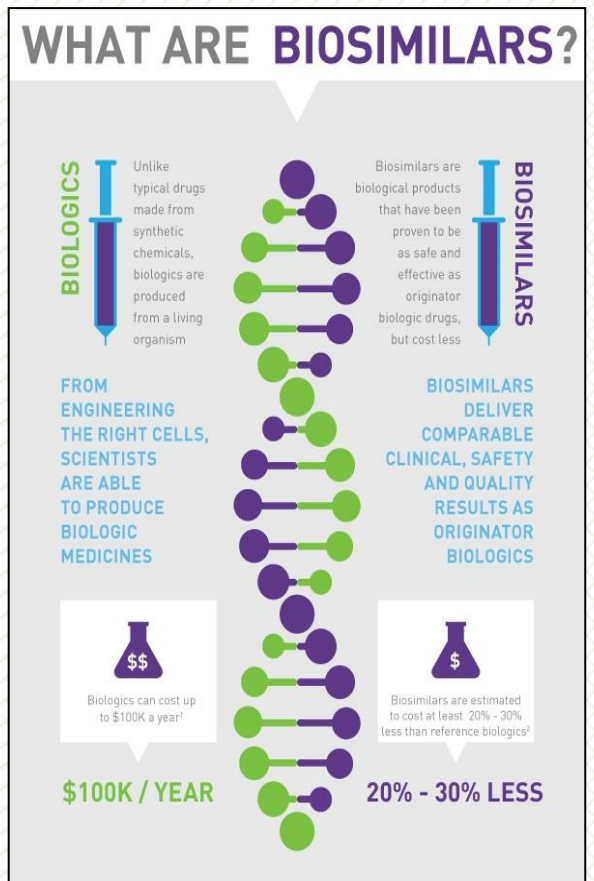 WHAT ARE BIOSIMILARS?
BIOLOGICS
Unlike
typical drugs
made from
synthetic
chemicals,
biologics are
produced
from a living
organism
Biosimilars are
biological products
that have been
proven to be
as safe and
effective as
originator
biologic drugs,
but cost less
BIOSIMILARS
FROM
ENGINEERING
THE RIGHT CELLS,
SCIENTISTS
ARE ABLE
TO PRODUCE
BIOLOGIC
MEDICINES
BIOSIMILARS
DELIVER
COMPARABLE
CLINICAL, SAFETY
AND QUALITY
RESULTS AS
ORIGINATOR
BIOLOGICS
$$
Biologics can cost up
to $100K a year¹
$100K / YEAR
$
Biosimilars are estimated
to cost at least 20% - 30%
less than reference biologics²
20% - 30% LESS